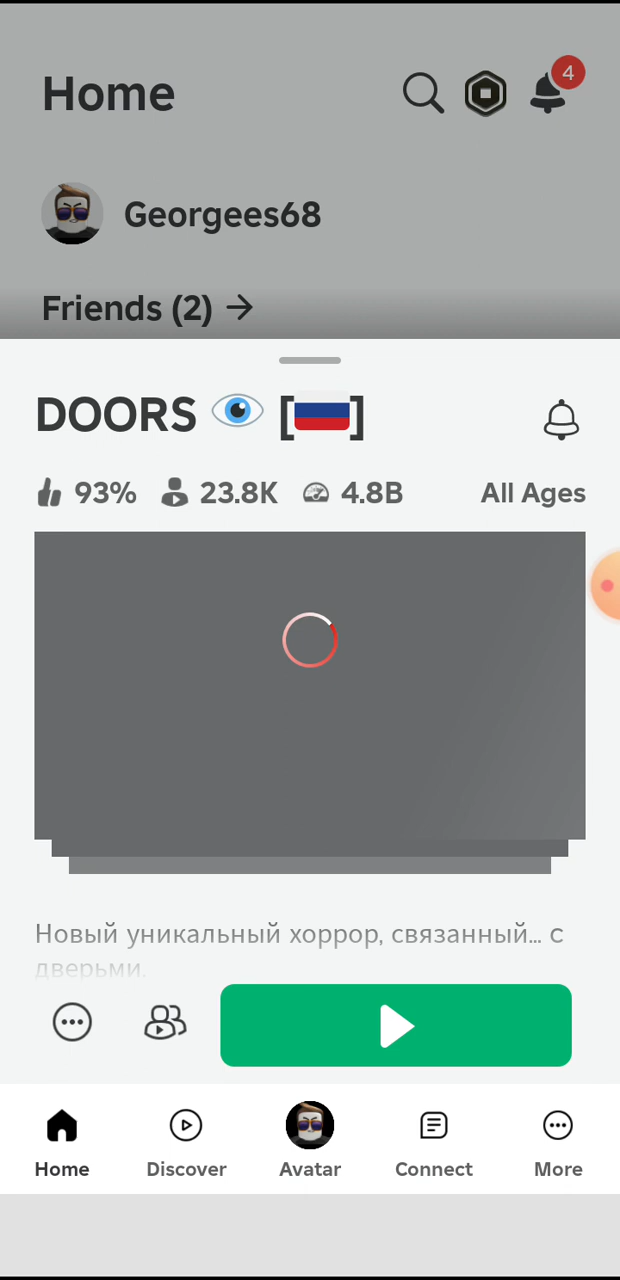 Home
4
Georgees68
Friends (2) →
DOORS 👁️ [🇷🇺]
93% 23.8K 4.8B All Ages
Новый уникальный хоррор, связанный... с
дверьми.
Home Discover Avatar Connect More